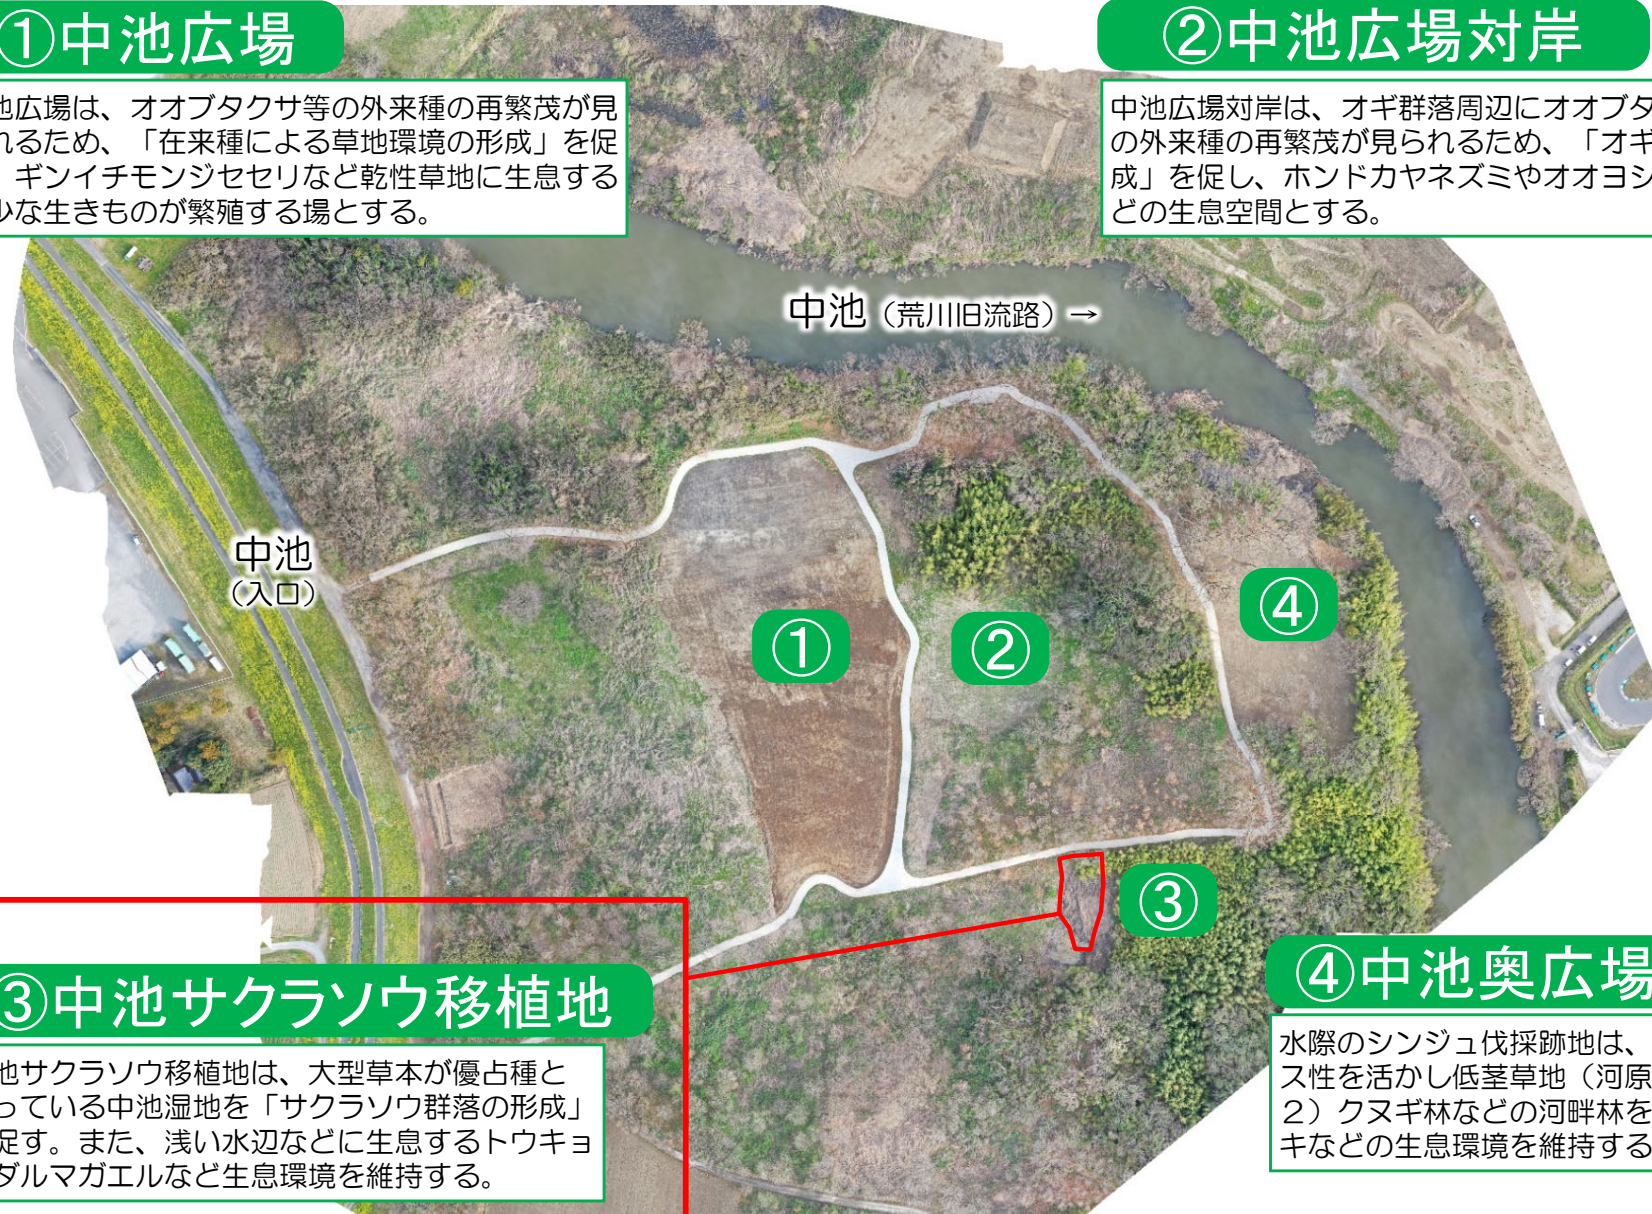 ①中池広場
池広場は、オオブタクサ等の外来種の再繁茂が見
れるため、「在来種による草地環境の形成」を促
ギンイチモンジセセリなど乾性草地に生息する
少な生きものが繁殖する場とする。
②中池広場対岸
中池広場対岸は、オギ群落周辺にオオブタ
の外来種の再繁茂が見られるため、「オギ
成」を促し、ホンドカヤネズミやオオヨシ
どの生息空間とする。
中池（荒川旧流路）→
中池
（入口）
①
②
④
③
③中池サクラソウ移植地
池サクラソウ移植地は、大型草本が優占種と
っている中池湿地を「サクラソウ群落の形成」
促す。また、浅い水辺などに生息するトウキョ
ダルマガエルなど生息環境を維持する。
④中池奥広場
水際のシンジュ伐採跡地は、
ス性を活かし低茎草地（河原
２）クヌギ林などの河畔林を
キなどの生息環境を維持する